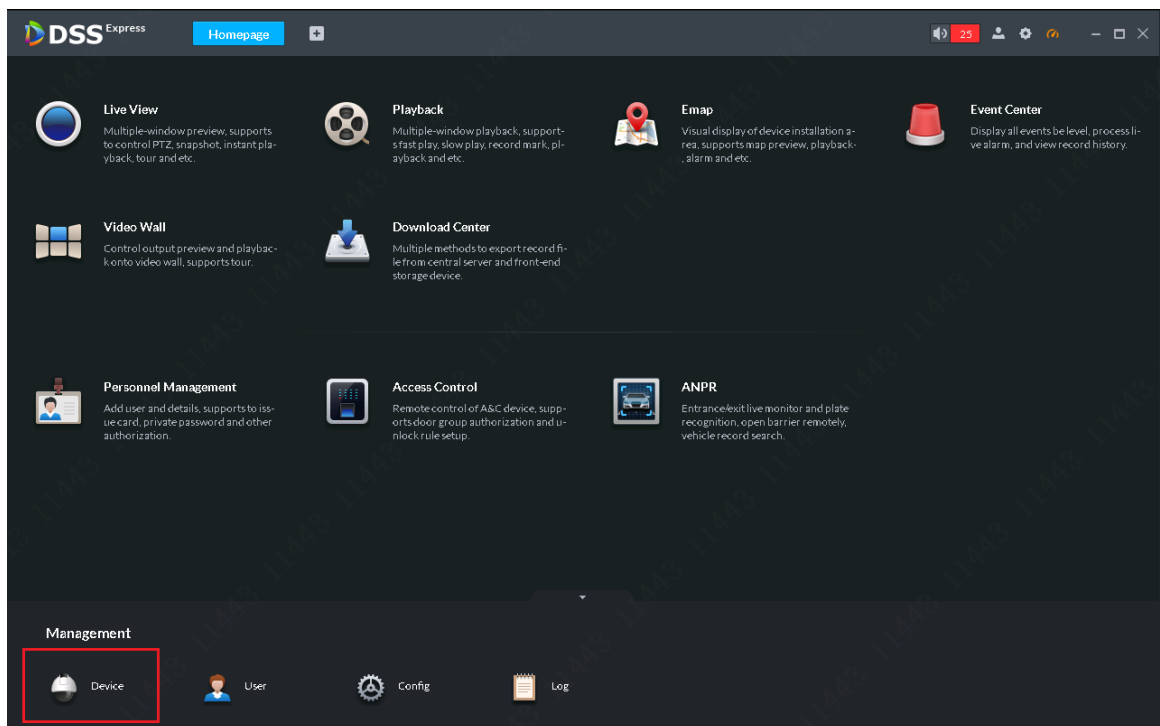 DSS Express
Homepage
25
Live View
Multiple-window preview, supports
to control PTZ, snapshot, instant pla-
yback, tour and etc.
Playback
Multiple-window playback, support-
s fast play, slow play, record mark, pl-
ayback and etc.
Emap
Visual display of device installation a-
rea, supports map preview, playback-
, alarm and etc.
Event Center
Display all events be level, process li-
ve alarm, and view record history.
Video Wall
Control output preview and playbac-
k onto video wall, supports tour.
Download Center
Multiple methods to export record fi-
le from central server and front-end
storage device.
Personnel Management
Add user and details, supports to iss-
ue card, private password and other
authorization.
Access Control
Remote control of A&C device, supp-
orts door group authorization and u-
nlock rule setup.
ANPR
Entrance/exit live monitor and plate
recognition, open barrier remotely,
vehicle record search.
Management
Device
User
Config
Log